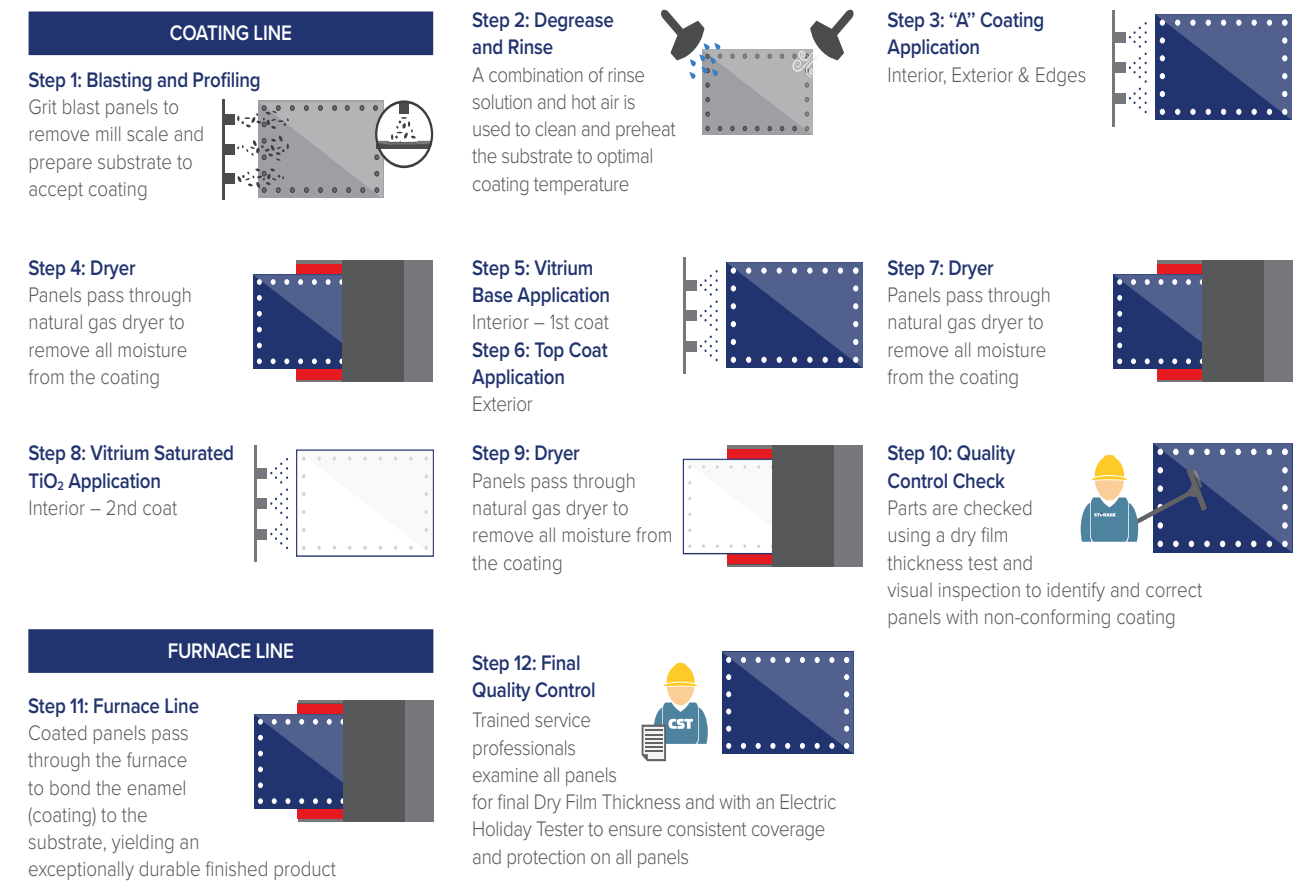 COATING LINE
Step 1: Blasting and Profiling
Grit blast panels to
remove mill scale and
prepare substrate to
accept coating
Step 2: Degrease
and Rinse
A combination of rinse
solution and hot air is
used to clean and preheat
the substrate to optimal
coating temperature
Step 3: “A” Coating
Application
Interior, Exterior & Edges
Step 4: Dryer
Panels pass through
natural gas dryer to
remove all moisture
from the coating
Step 5: Vitrium
Base Application
Interior – 1st coat
Step 6: Top Coat
Application
Exterior
Step 7: Dryer
Panels pass through
natural gas dryer to
remove all moisture
from the coating
Step 8: Vitrium Saturated
TiO₂ Application
Interior – 2nd coat
Step 9: Dryer
Panels pass through
natural gas dryer to
remove all moisture from
the coating
Step 10: Quality
Control Check
Parts are checked
using a dry film
thickness test and
visual inspection to identify and correct
panels with non-conforming coating
FURNACE LINE
Step 11: Furnace Line
Coated panels pass
through the furnace
to bond the enamel
(coating) to the
substrate, yielding an
exceptionally durable finished product
Step 12: Final
Quality Control
CST
Trained service
professionals
examine all panels
for final Dry Film Thickness and with an Electric
Holiday Tester to ensure consistent coverage
and protection on all panels